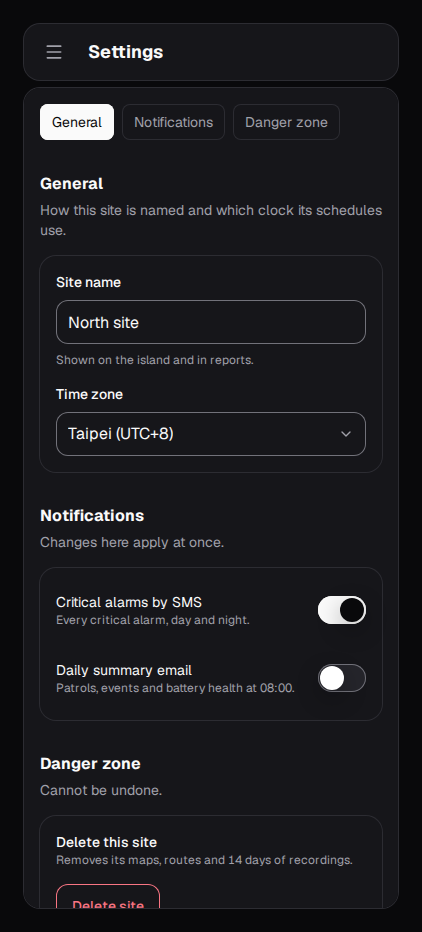 Settings
General
Notifications
Danger zone
General
How this site is named and which clock its schedules
use.
Site name
North site
Shown on the island and in reports.
Time zone
Taipei (UTC+8)
Notifications
Changes here apply at once.
Critical alarms by SMS
Every critical alarm, day and night.
Daily summary email
Patrols, events and battery health at 08:00.
Danger zone
Cannot be undone.
Delete this site
Removes its maps, routes and 14 days of recordings.
Delete site